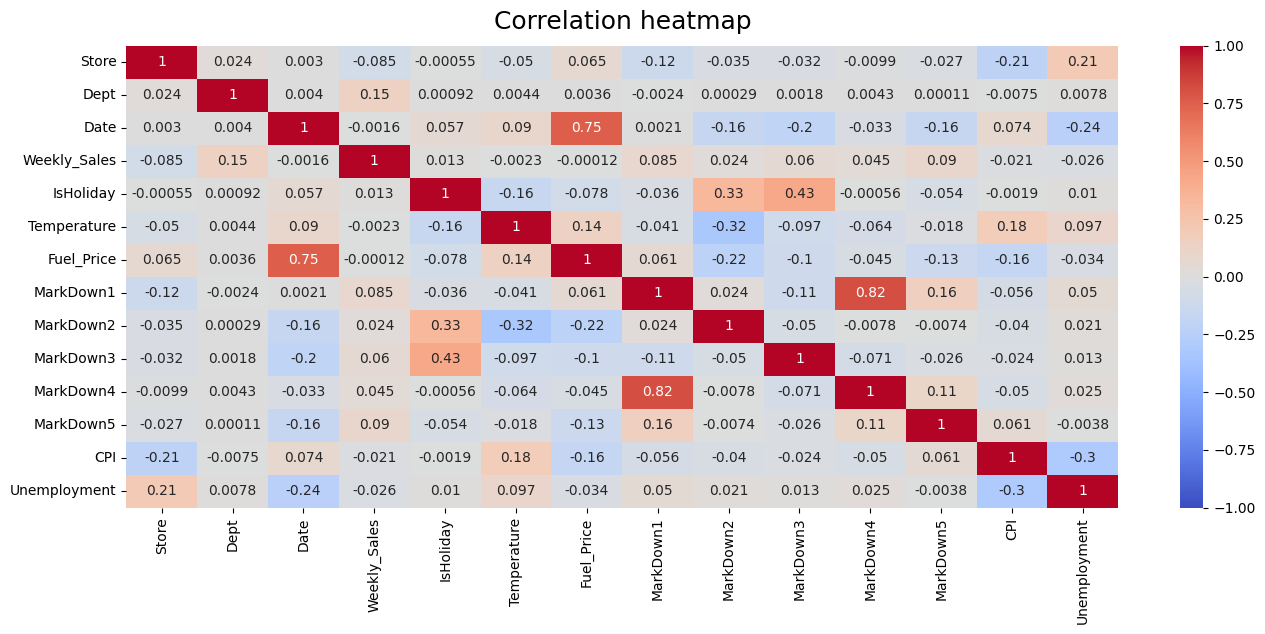 Correlation heatmap
Store 1 0.024 0.003 -0.085 -0.00055 -0.05 0.065 -0.12 -0.035 -0.032 -0.0099 -0.027 -0.21 0.21
Dept 0.024 1 0.004 0.15 0.00092 0.0044 0.0036 -0.0024 0.00029 0.0018 0.0043 0.00011 -0.0075 0.0078
Date 0.003 0.004 1 -0.0016 0.057 0.09 0.75 0.0021 -0.16 -0.2 -0.033 -0.16 0.074 -0.24
Weekly_Sales -0.085 0.15 -0.0016 1 0.013 -0.0023 -0.00012 0.085 0.024 0.06 0.045 0.09 -0.021 -0.026
IsHoliday -0.00055 0.00092 0.057 0.013 1 -0.16 -0.078 -0.036 0.33 0.43 -0.00056 -0.054 -0.0019 0.01
Temperature -0.05 0.0044 0.09 -0.0023 -0.16 1 0.14 -0.041 -0.32 -0.097 -0.064 -0.018 0.18 0.097
Fuel_Price 0.065 0.0036 0.75 -0.00012 -0.078 0.14 1 0.061 -0.22 -0.1 -0.045 -0.13 -0.16 -0.034
MarkDown1 -0.12 -0.0024 0.0021 0.085 -0.036 -0.041 0.061 1 0.024 -0.11 0.82 0.16 -0.056 0.05
MarkDown2 -0.035 0.00029 -0.16 0.024 0.33 -0.32 -0.22 0.024 1 -0.05 -0.0078 -0.0074 -0.04 0.021
MarkDown3 -0.032 0.0018 -0.2 0.06 0.43 -0.097 -0.1 -0.11 -0.05 1 -0.071 -0.026 -0.024 0.013
MarkDown4 -0.0099 0.0043 -0.033 0.045 -0.00056 -0.064 -0.045 0.82 -0.0078 -0.071 1 0.11 -0.05 0.025
MarkDown5 -0.027 0.00011 -0.16 0.09 -0.054 -0.018 -0.13 0.16 -0.0074 -0.026 0.11 1 0.061 -0.0038
CPI -0.21 -0.0075 0.074 -0.021 -0.0019 0.18 -0.16 -0.056 -0.04 -0.024 -0.05 0.061 1 -0.3
Unemployment 0.21 0.0078 -0.24 -0.026 0.01 0.097 -0.034 0.05 0.021 0.013 0.025 -0.0038 -0.3 1
Store Dept Date Weekly_Sales IsHoliday Temperature Fuel_Price MarkDown1 MarkDown2 MarkDown3 MarkDown4 MarkDown5 CPI Unemployment
1.00
0.75
0.50
0.25
0.00
−0.25
−0.50
−0.75
−1.00